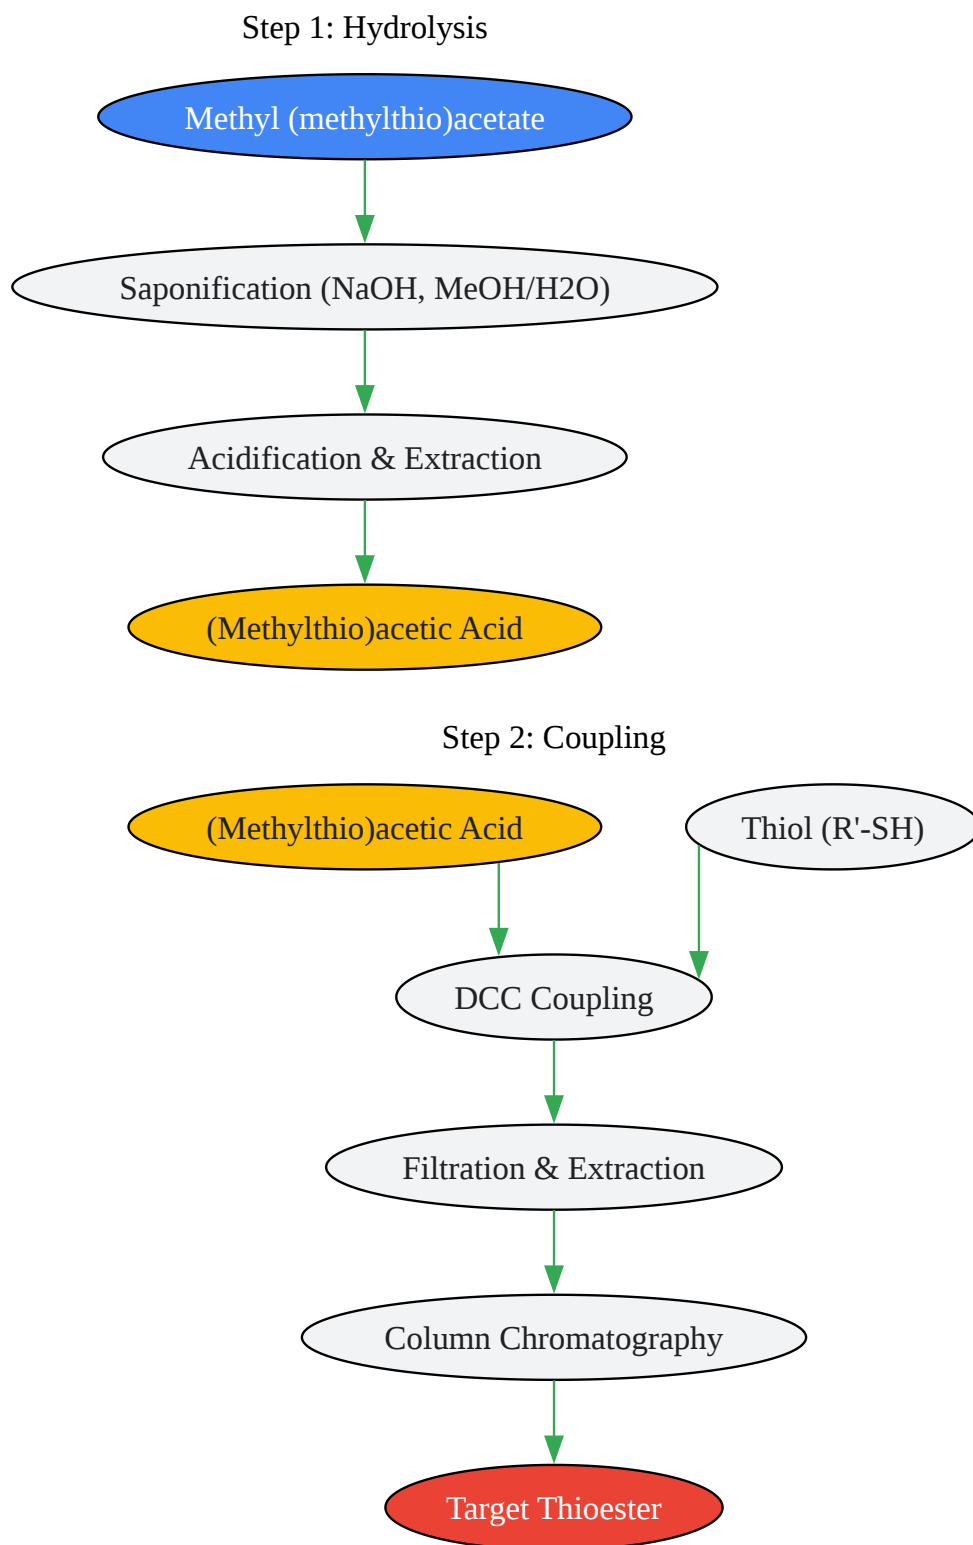 Step 1: Hydrolysis
Methyl (methylthio)acetate
Saponification (NaOH, MeOH/H2O)
Acidification & Extraction
(Methylthio)acetic Acid
Step 2: Coupling
(Methylthio)acetic Acid
Thiol (R'-SH)
DCC Coupling
Filtration & Extraction
Column Chromatography
Target Thioester